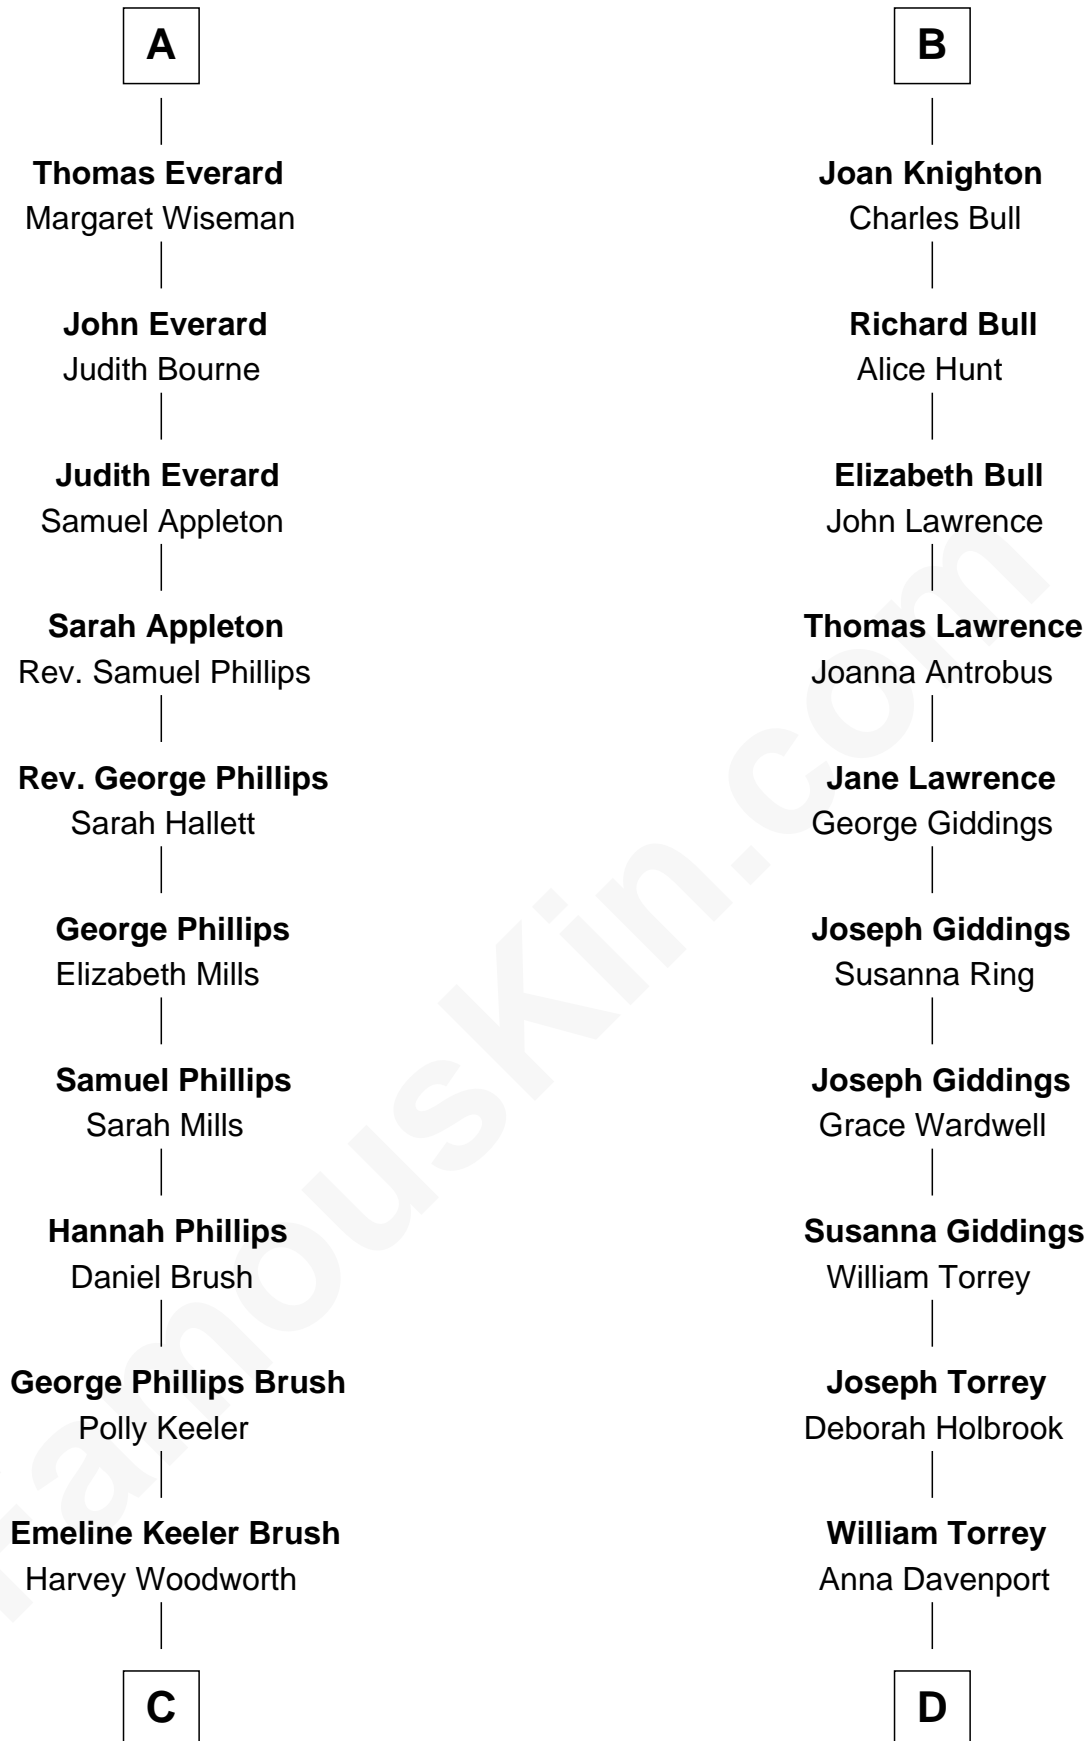 A
Thomas Everard
Margaret Wiseman
John Everard
Judith Bourne
Judith Everard
Samuel Appleton
Sarah Appleton
Rev. Samuel Phillips
Rev. George Phillips
Sarah Hallett
George Phillips
Elizabeth Mills
Samuel Phillips
Sarah Mills
Hannah Phillips
Daniel Brush
George Phillips Brush
Polly Keeler
Emeline Keeler Brush
Harvey Woodworth
C
B
Joan Knighton
Charles Bull
Richard Bull
Alice Hunt
Elizabeth Bull
John Lawrence
Thomas Lawrence
Joanna Antrobus
Jane Lawrence
George Giddings
Joseph Giddings
Susanna Ring
Joseph Giddings
Grace Wardwell
Susanna Giddings
William Torrey
Joseph Torrey
Deborah Holbrook
William Torrey
Anna Davenport
D
FamousKin.com